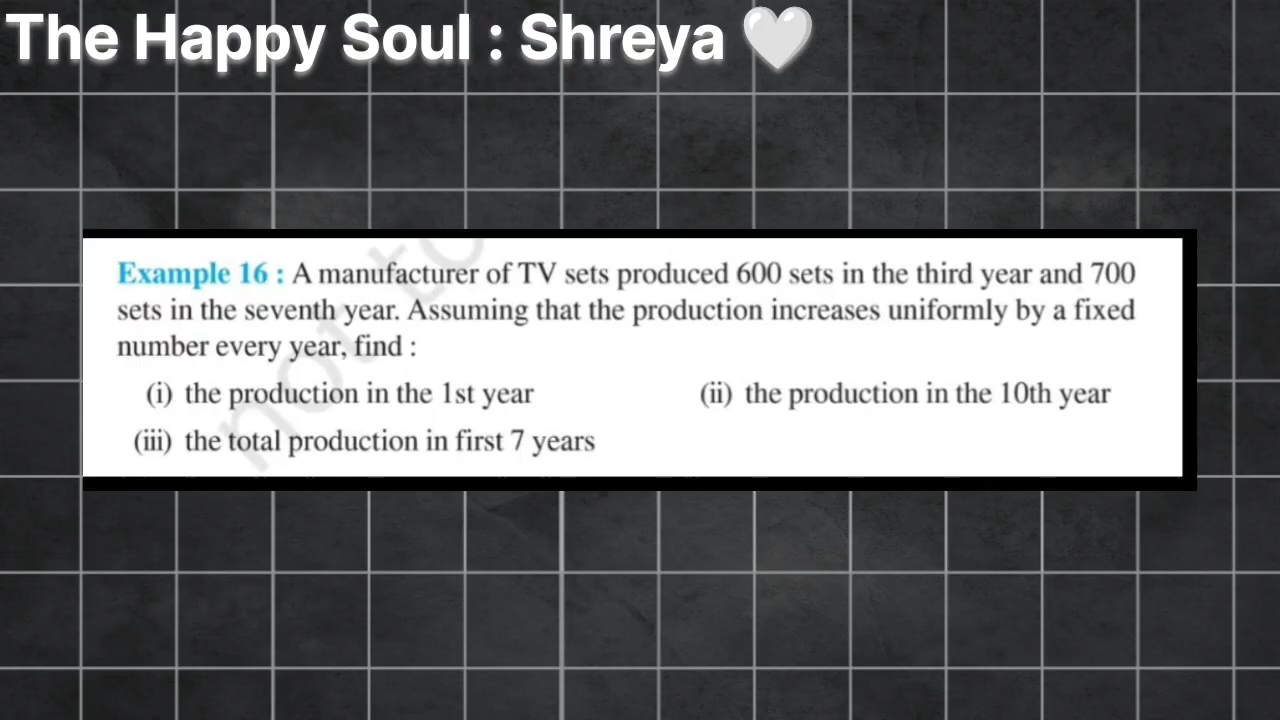 The Happy Soul : Shreya 🤍
Example 16 : A manufacturer of TV sets produced 600 sets in the third year and 700
sets in the seventh year. Assuming that the production increases uniformly by a fixed
number every year, find :
(i) the production in the 1st year (ii) the production in the 10th year
(iii) the total production in first 7 years
not to